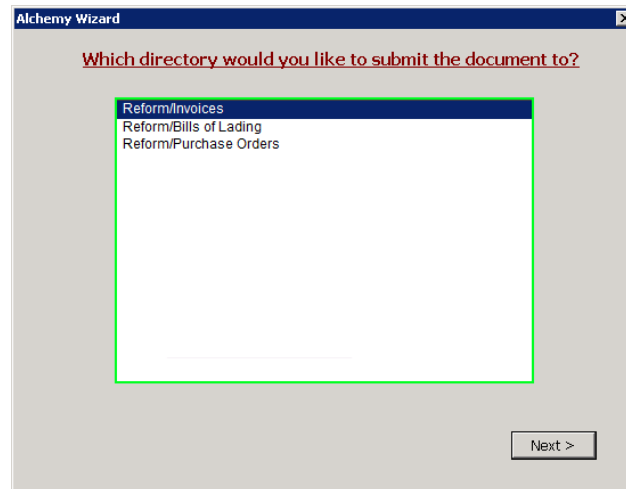 Alchemy Wizard
Which directory would you like to submit the document to?
Reform/Invoices
Reform/Bills of Lading
Reform/Purchase Orders
Next >